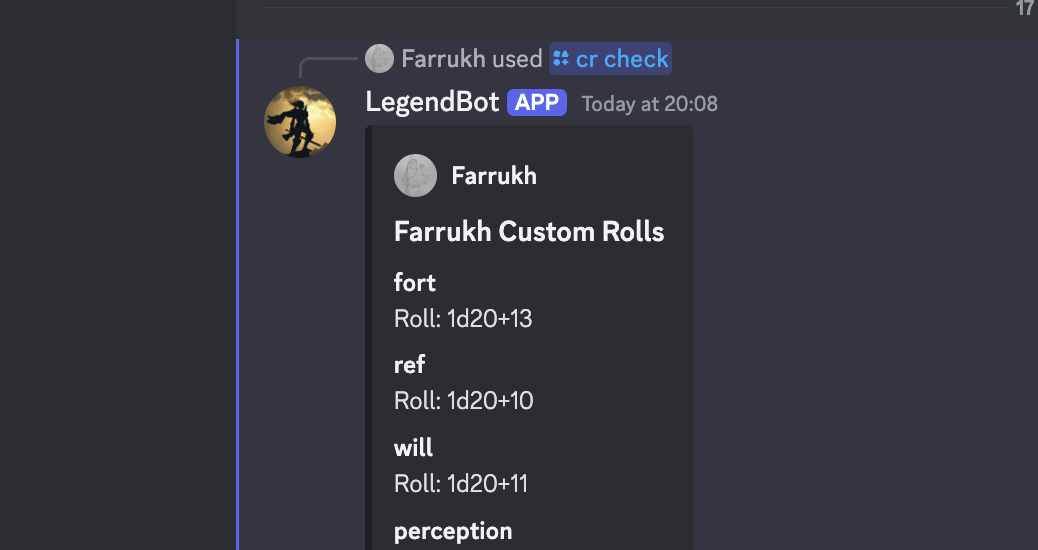 17
Farrukh used cr check
LegendBot APP Today at 20:08
Farrukh
Farrukh Custom Rolls
fort
Roll: 1d20+13
ref
Roll: 1d20+10
will
Roll: 1d20+11
perception